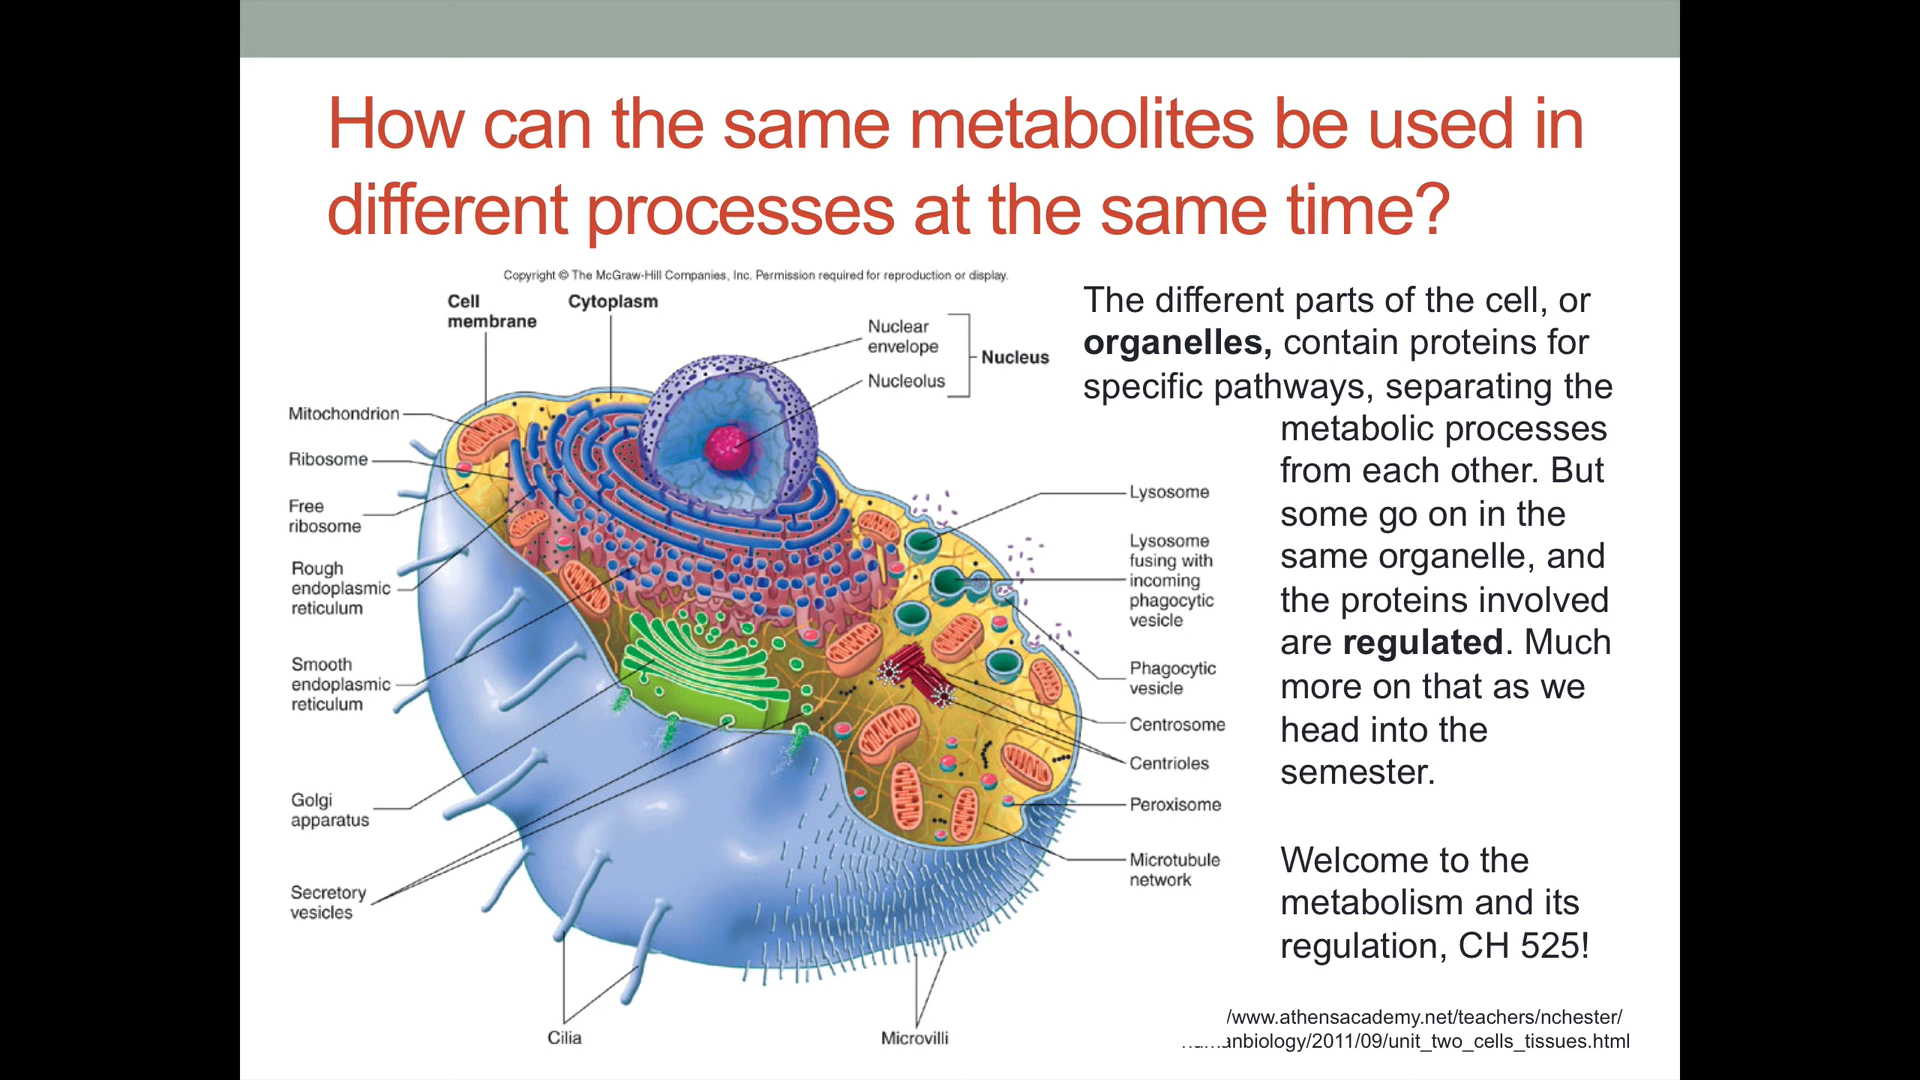 How can the same metabolites be used in
different processes at the same time?
Copyright © The McGraw-Hill Companies, Inc. Permission required for reproduction or display.
Cell
membrane
Cytoplasm
Nuclear
envelope
Nucleolus
Nucleus
Mitochondrion
Ribosome
Free
ribosome
Rough
endoplasmic
reticulum
Smooth
endoplasmic
reticulum
Golgi
apparatus
Secretory
vesicles
Cilia
Microvilli
Lysosome
Lysosome
fusing with
incoming
phagocytic
vesicle
Phagocytic
vesicle
Centrosome
Centrioles
Peroxisome
Microtubule
network
The different parts of the cell, or
organelles, contain proteins for
specific pathways, separating the
metabolic processes
from each other. But
some go on in the
same organelle, and
the proteins involved
are regulated. Much
more on that as we
head into the
semester.
Welcome to the
metabolism and its
regulation, CH 525!
/www.athensacademy.net/teachers/nchester/
anbiology/2011/09/unit_two_cells_tissues.html